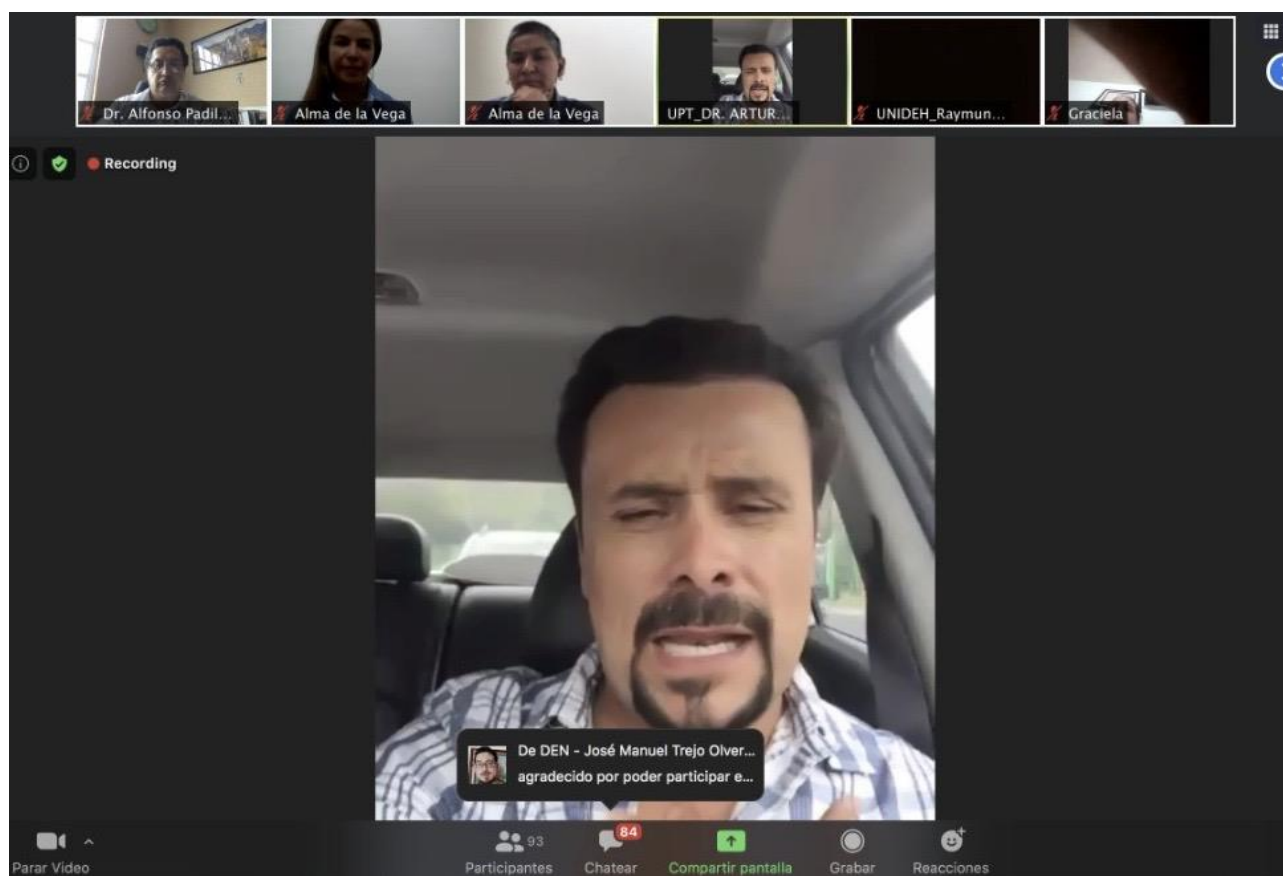 Dr. Alfonso Padil...
Alma de la Vega
Alma de la Vega
UPT_DR. ARTUR...
UNIDEH_Raymun...
Graciela
Recording
De DEN - José Manuel Trejo Olver...
agradecido por poder participar e...
93
84
Parar Video
Participantes
Chatear
Compartir pantalla
Grabar
Reacciones